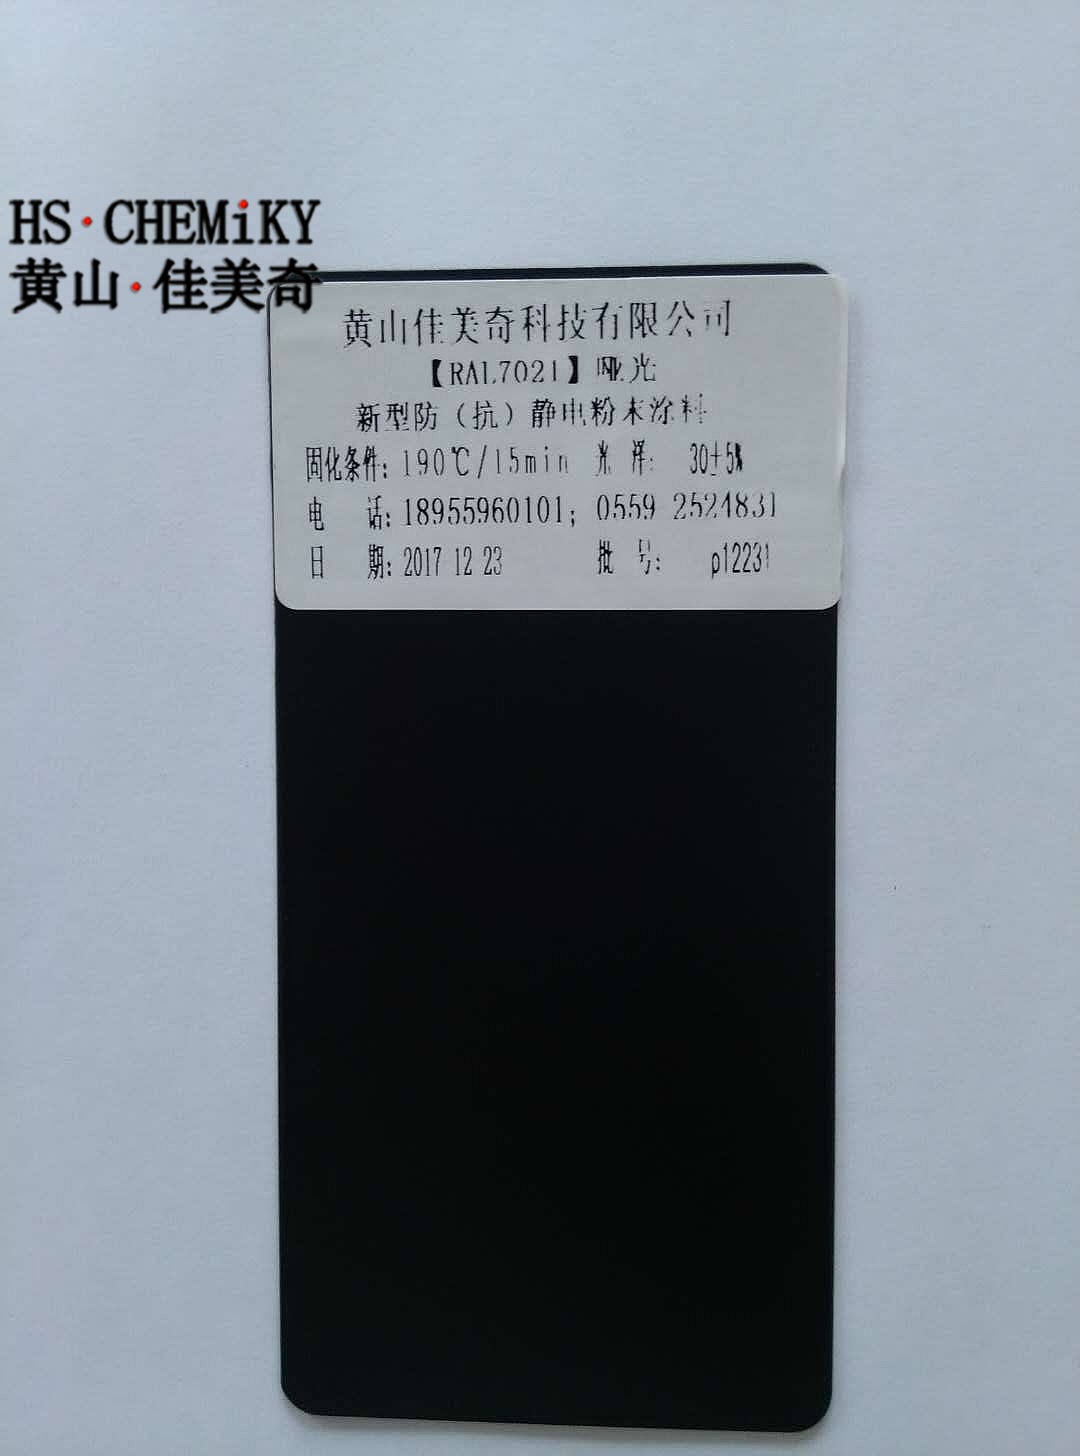 HS·CHEMiKY
黄山·佳美奇
黄山佳美奇科技有限公司
【RAL7021】哑光
新型防（抗）静电粉末涂料
固化条件: 190℃/15min 光 泽: 30±5%
电 话: 18955960101; 0559 2524831
日 期: 2017 12 23 批 号: p12231